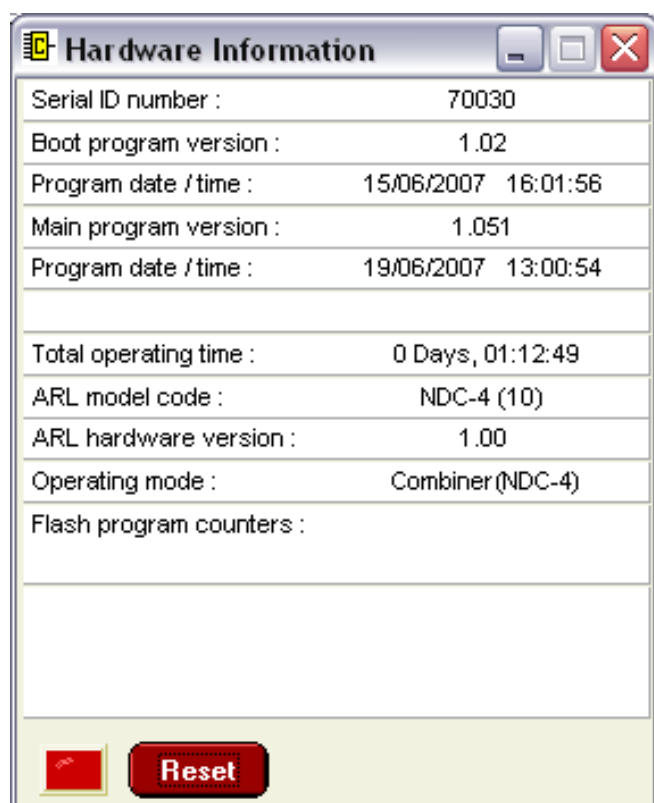 Hardware Information
Serial ID number : 70030
Boot program version : 1.02
Program date / time : 15/06/2007 16:01:56
Main program version : 1.051
Program date / time : 19/06/2007 13:00:54
Total operating time : 0 Days, 01:12:49
ARL model code : NDC-4 (10)
ARL hardware version : 1.00
Operating mode : Combiner(NDC-4)
Flash program counters :
Reset